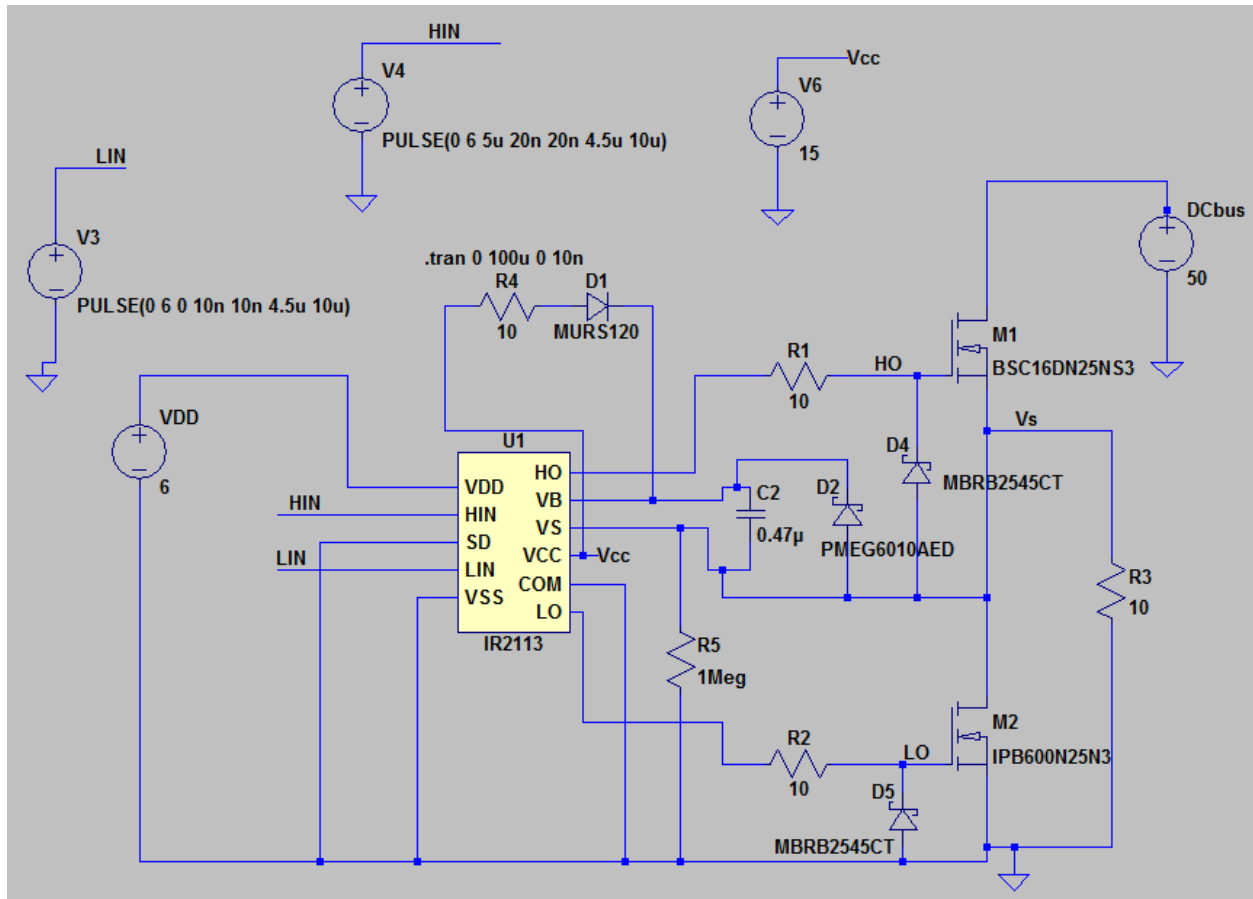 HIN
V4
PULSE(0 6 5u 20n 20n 4.5u 10u)
Vcc
V6
15
LIN
V3
PULSE(0 6 0 10n 10n 4.5u 10u)
DCbus
50
.tran 0 100u 0 10n
R4
D1
10
MURS120
R1
HO
10
M1
BSC16DN25NS3
VDD
6
Vs
U1
HO
VDD
VB
HIN
HIN
VS
SD
VCC
Vcc
LIN
LIN
COM
VSS
LO
IR2113
C2
0.47µ
D2
PMEG6010AED
D4
MBRB2545CT
R3
10
R5
1Meg
R2
10
LO
M2
IPB600N25N3
D5
MBRB2545CT